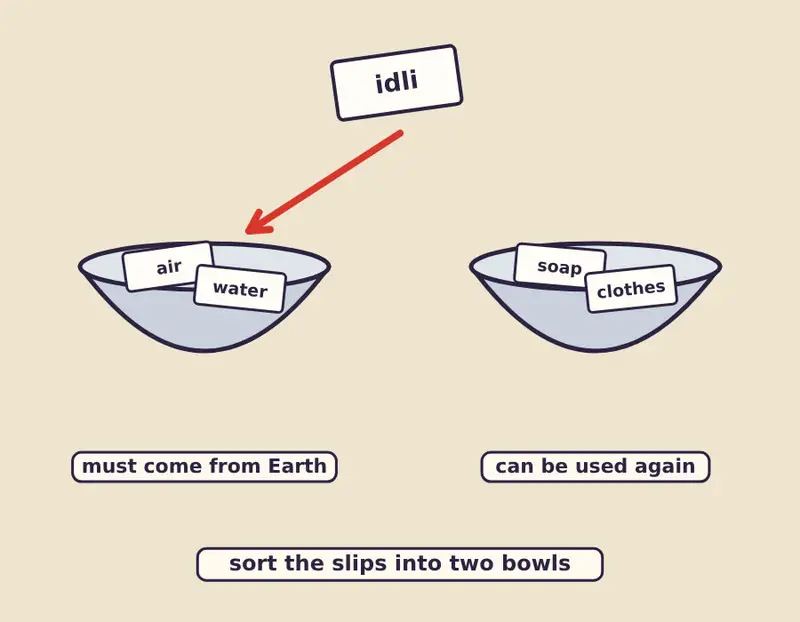 idli
air
water
soap
clothes
must come from Earth
can be used again
sort the slips into two bowls